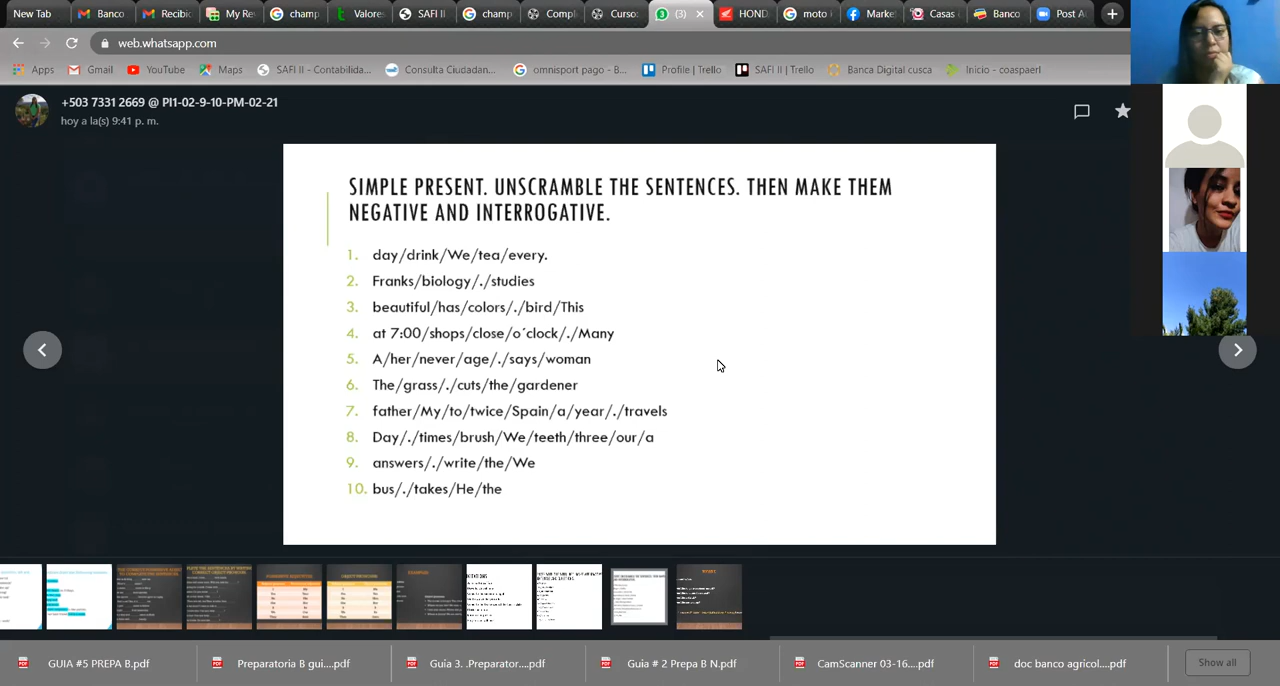 New Tab
Banco
Recibio
My Re
champ
Valores
SAFI II
champ
Compl
Curso:
(3)
HOND
moto
Market
Casas
Banco
Post A
web.whatsapp.com
Apps
Gmail
YouTube
Maps
SAFI II - Contabilida...
Consulta Ciudadan...
omnisport pago - B...
Profile | Trello
SAFI II | Trello
Banca Digital cusca
Inicio - coaspaerl
+503 7331 2669 @ PI1-02-9-10-PM-02-21
hoy a la(s) 9:41 p. m.
SIMPLE PRESENT. UNSCRAMBLE THE SENTENCES. THEN MAKE THEM
NEGATIVE AND INTERROGATIVE.
1. day/drink/We/tea/every.
2. Franks/biology/./studies
3. beautiful/has/colors/./bird/This
4. at 7:00/shops/close/o´clock/./Many
5. A/her/never/age/./says/woman
6. The/grass/./cuts/the/gardener
7. father/My/to/twice/Spain/a/year/./travels
8. Day/./times/brush/We/teeth/three/our/a
9. answers/./write/the/We
10. bus/./takes/He/the
GUIA #5 PREPA B.pdf
Preparatoria B gui....pdf
Guia 3. .Preparator....pdf
Guia # 2 Prepa B N.pdf
CamScanner 03-16....pdf
doc banco agricol....pdf
Show all